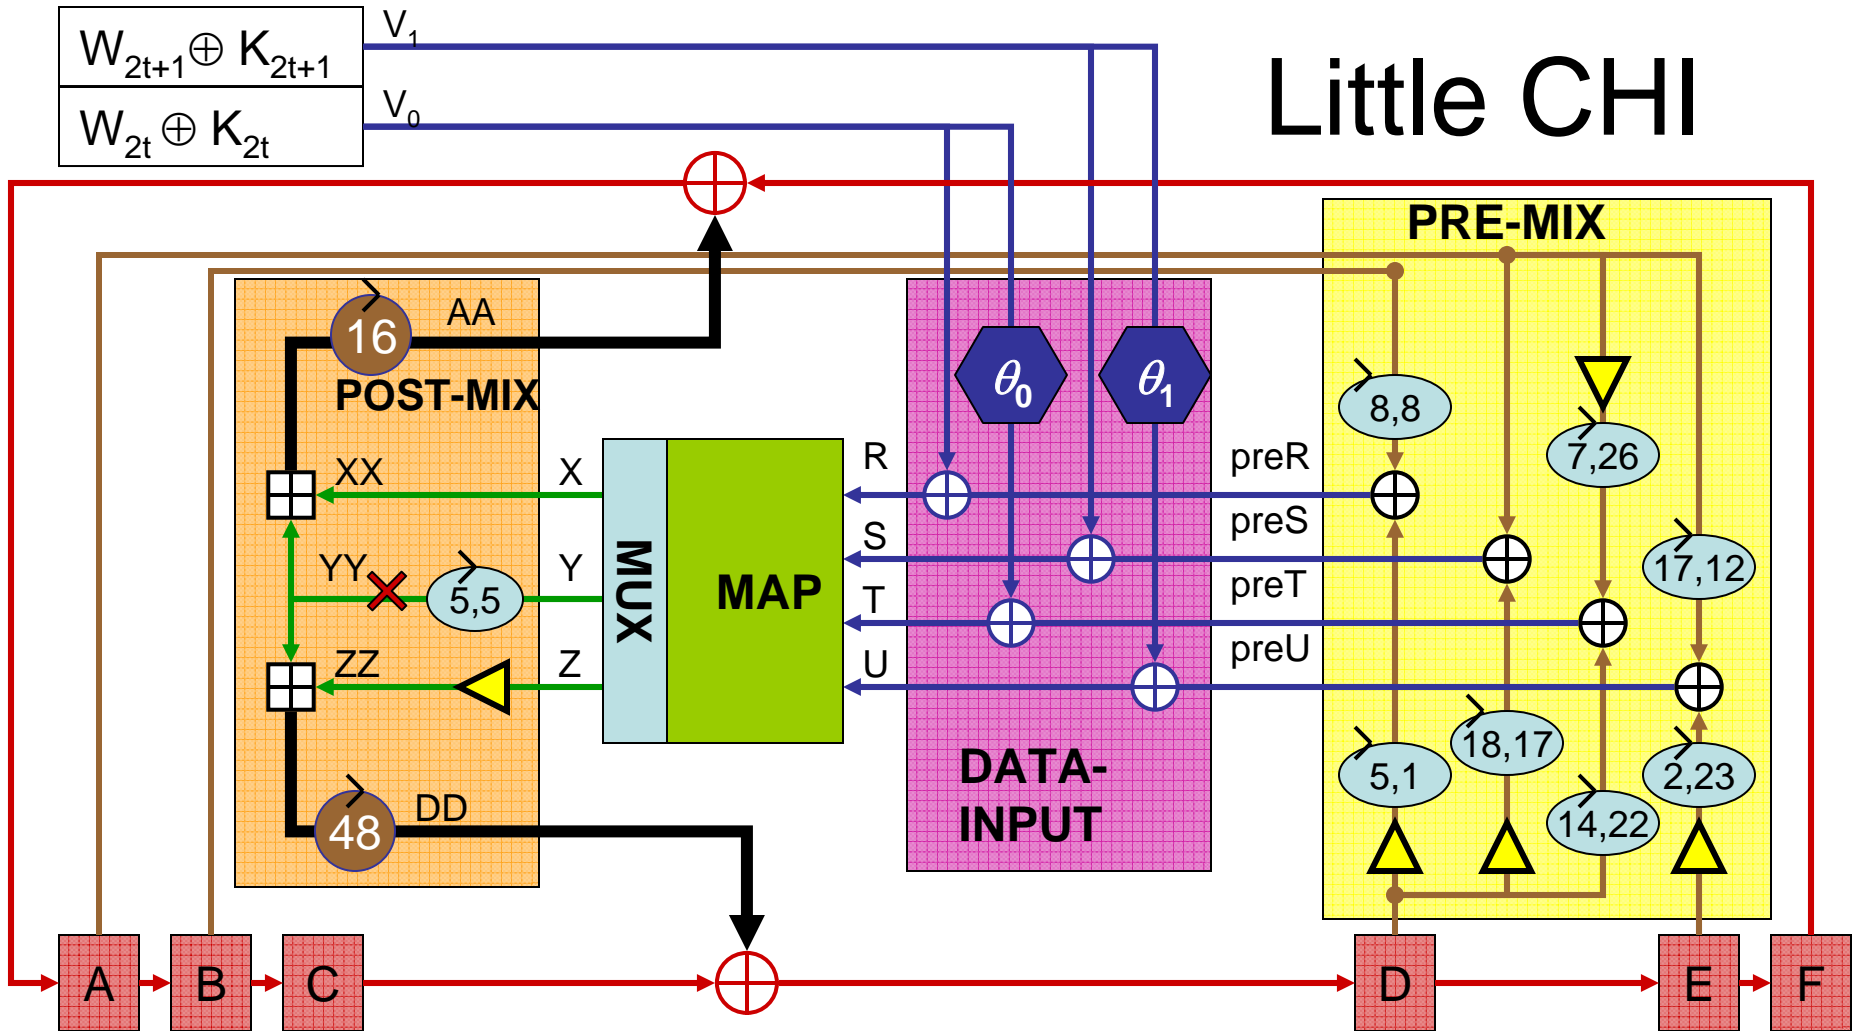 W2t+1 ⊕ K2t+1
V1
Little CHI
W2t ⊕ K2t
V0
PRE-MIX
16
AA
POST-MIX
θ0
θ1
8,8
7,26
XX
X
R
preR
S
preS
YY
5,5
Y
MUX
MAP
T
preT
17,12
ZZ
Z
U
preU
DATA-
INPUT
5,1
18,17
14,22
2,23
48
DD
A
B
C
D
E
F